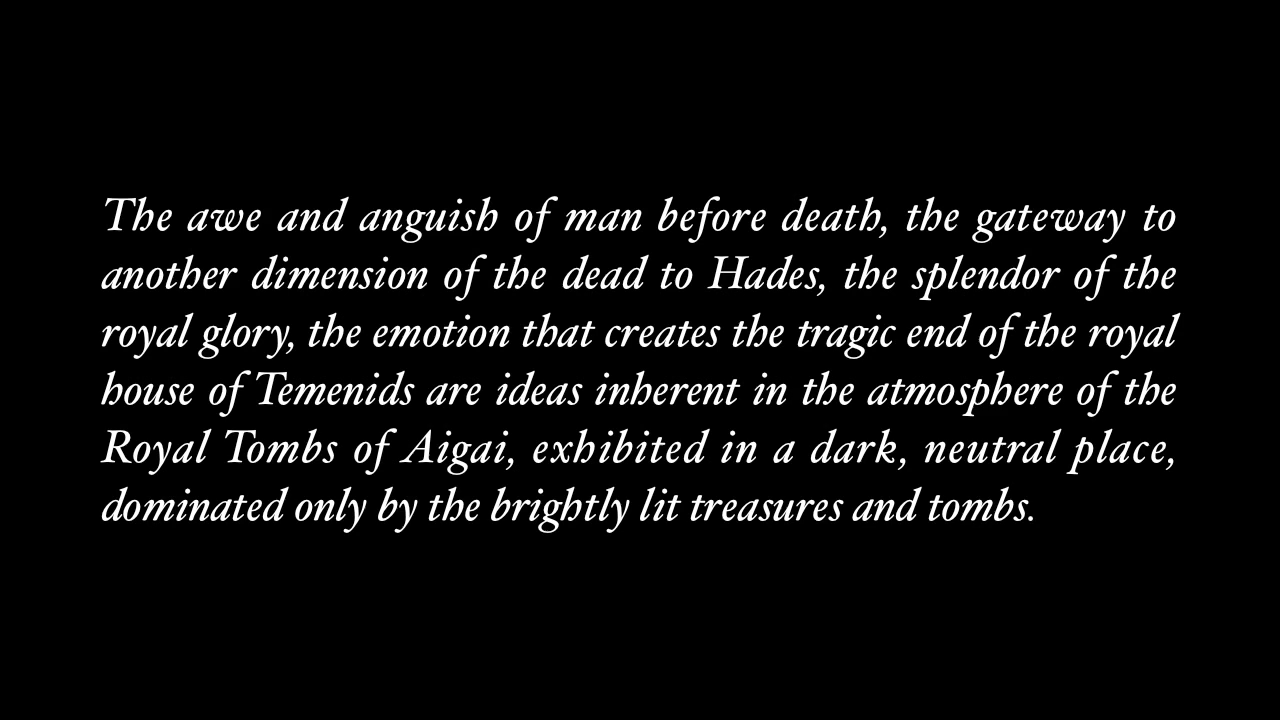 The awe and anguish of man before death, the gateway to
another dimension of the dead to Hades, the splendor of the
royal glory, the emotion that creates the tragic end of the royal
house of Temenids are ideas inherent in the atmosphere of the
Royal Tombs of Aigai, exhibited in a dark, neutral place,
dominated only by the brightly lit treasures and tombs.